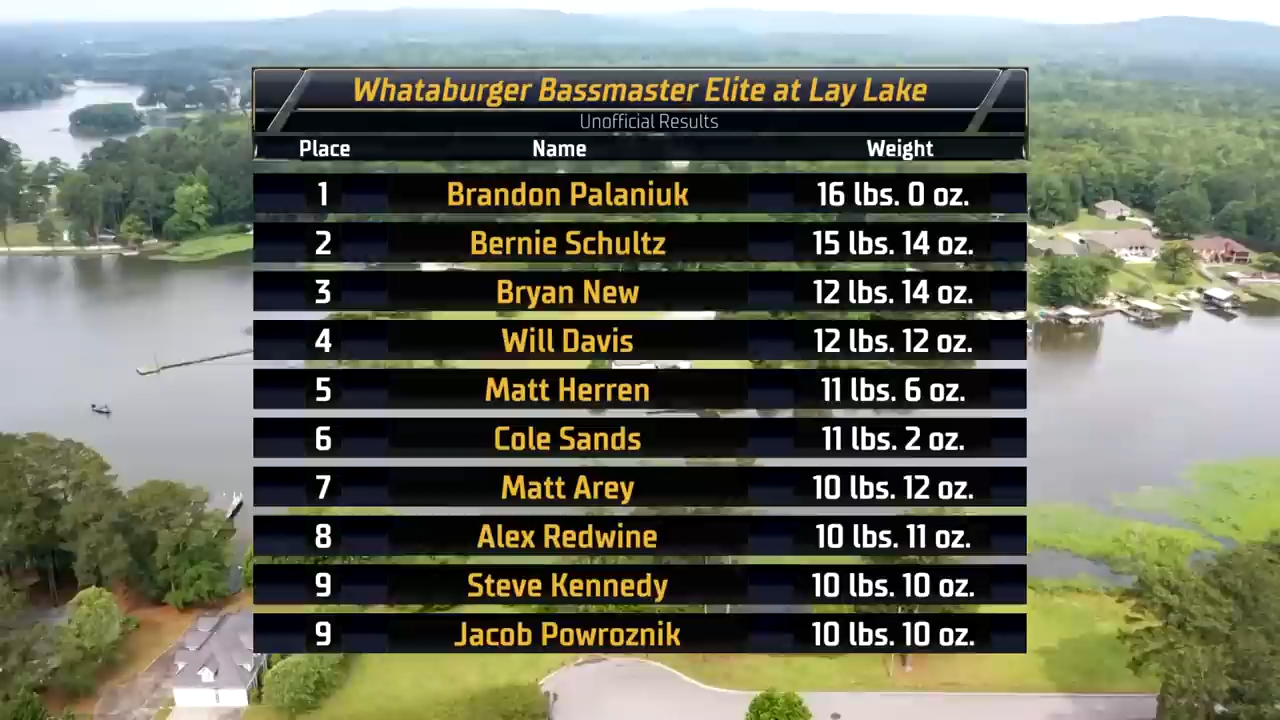 Whataburger Bassmaster Elite at Lay Lake
Unofficial Results
Place Name Weight
1 Brandon Palaniuk 16 lbs. 0 oz.
2 Bernie Schultz 15 lbs. 14 oz.
3 Bryan New 12 lbs. 14 oz.
4 Will Davis 12 lbs. 12 oz.
5 Matt Herren 11 lbs. 6 oz.
6 Cole Sands 11 lbs. 2 oz.
7 Matt Arey 10 lbs. 12 oz.
8 Alex Redwine 10 lbs. 11 oz.
9 Steve Kennedy 10 lbs. 10 oz.
9 Jacob Powroznik 10 lbs. 10 oz.